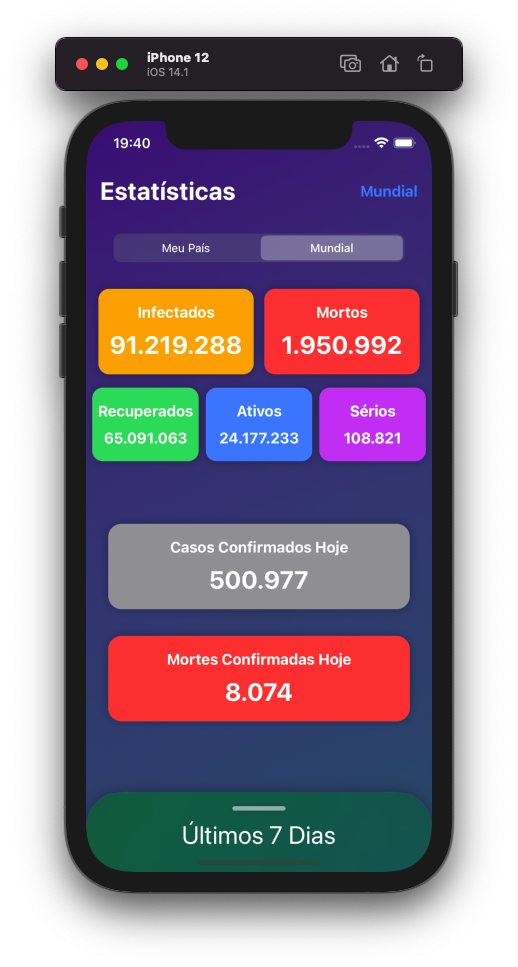 iPhone 12
iOS 14.1
19:40
Estatísticas
Mundial
Meu País
Mundial
Infectados
Mortos
91.219.288
1.950.992
Recuperados
Ativos
Sérios
65.091.063
24.177.233
108.821
Casos Confirmados Hoje
500.977
Mortes Confirmadas Hoje
8.074
Últimos 7 Dias